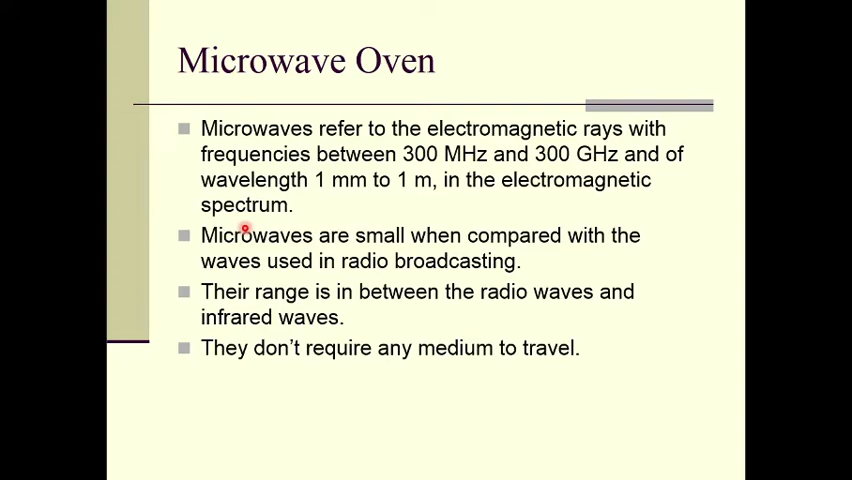 Microwave Oven
Microwaves refer to the electromagnetic rays with
frequencies between 300 MHz and 300 GHz and of
wavelength 1 mm to 1 m, in the electromagnetic
spectrum.
Microwaves are small when compared with the
waves used in radio broadcasting.
Their range is in between the radio waves and
infrared waves.
They don’t require any medium to travel.